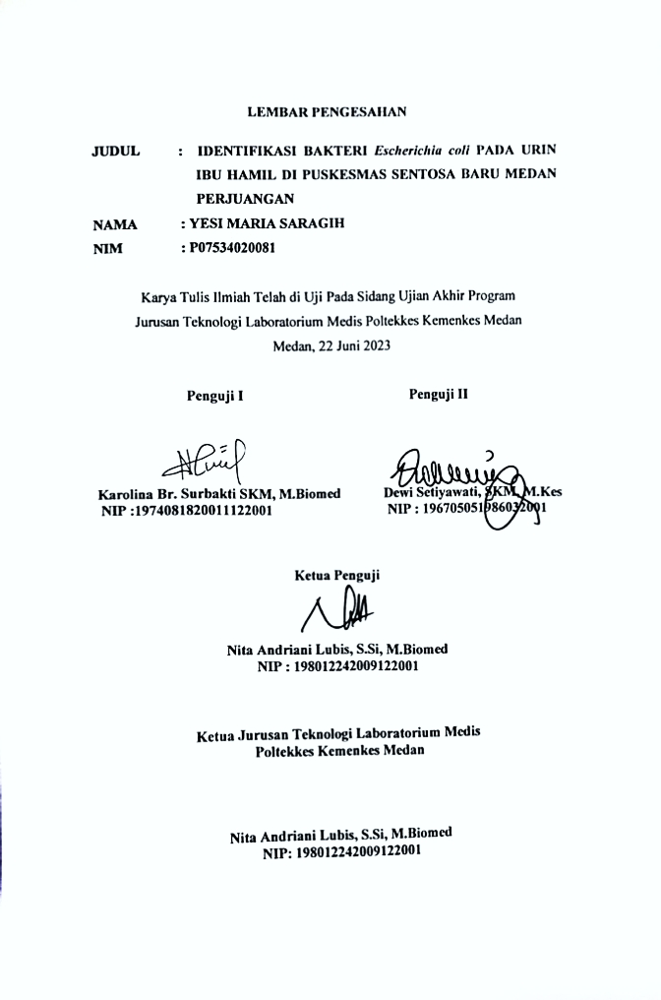 LEMBAR PENGESAHAN
JUDUL : IDENTIFIKASI BAKTERI Escherichia coli PADA URIN
IBU HAMIL DI PUSKESMAS SENTOSA BARU MEDAN
PERJUANGAN
NAMA : YESI MARIA SARAGIH
NIM : P07534020081
Karya Tulis Ilmiah Telah di Uji Pada Sidang Ujian Akhir Program
Jurusan Teknologi Laboratorium Medis Poltekkes Kemenkes Medan
Medan, 22 Juni 2023
Penguji I Penguji II
Karolina Br. Surbakti SKM, M.Biomed Dewi Setiyawati, SKM, M.Kes
NIP :1974081820011122001 NIP : 196705051986032001
Ketua Penguji
Nita Andriani Lubis, S.Si, M.Biomed
NIP : 198012242009122001
Ketua Jurusan Teknologi Laboratorium Medis
Poltekkes Kemenkes Medan
Nita Andriani Lubis, S.Si, M.Biomed
NIP: 198012242009122001